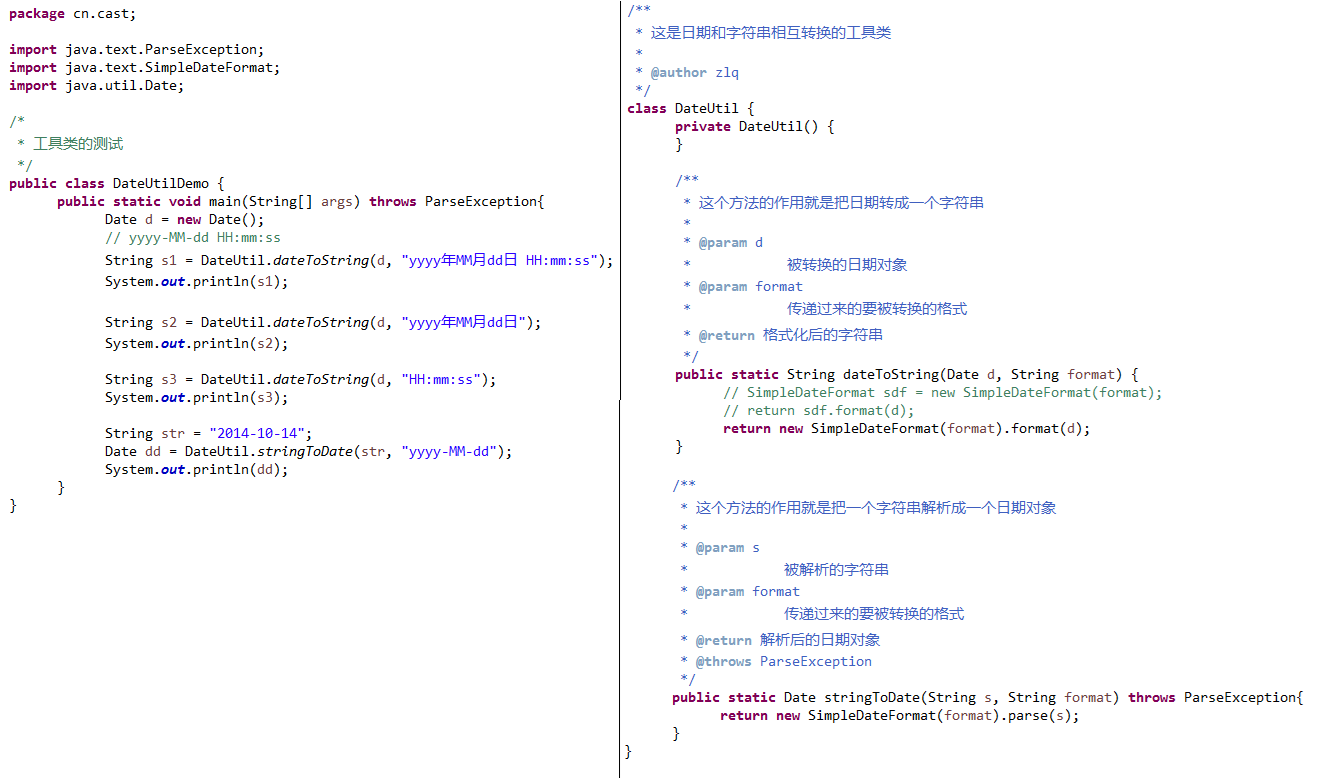 package cn.cast;
import java.text.ParseException;
import java.text.SimpleDateFormat;
import java.util.Date;
/*
* 工具类的测试
*/
public class DateUtilDemo {
public static void main(String[] args) throws ParseException{
Date d = new Date();
// yyyy-MM-dd HH:mm:ss
String s1 = DateUtil.dateToString(d, "yyyy年MM月dd日 HH:mm:ss");
System.out.println(s1);
String s2 = DateUtil.dateToString(d, "yyyy年MM月dd日");
System.out.println(s2);
String s3 = DateUtil.dateToString(d, "HH:mm:ss");
System.out.println(s3);
String str = "2014-10-14";
Date dd = DateUtil.stringToDate(str, "yyyy-MM-dd");
System.out.println(dd);
}
}
/**
* 这是日期和字符串相互转换的工具类
*
* @author zlq
*/
class DateUtil {
private DateUtil() {
}
/**
* 这个方法的作用就是把日期转成一个字符串
*
* @param d
* 被转换的日期对象
* @param format
* 传递过来的要被转换的格式
* @return 格式化后的字符串
*/
public static String dateToString(Date d, String format) {
// SimpleDateFormat sdf = new SimpleDateFormat(format);
// return sdf.format(d);
return new SimpleDateFormat(format).format(d);
}
/**
* 这个方法的作用就是把一个字符串解析成一个日期对象
*
* @param s
* 被解析的字符串
* @param format
* 传递过来的要被转换的格式
* @return 解析后的日期对象
* @throws ParseException
*/
public static Date stringToDate(String s, String format) throws ParseException{
return new SimpleDateFormat(format).parse(s);
}
}